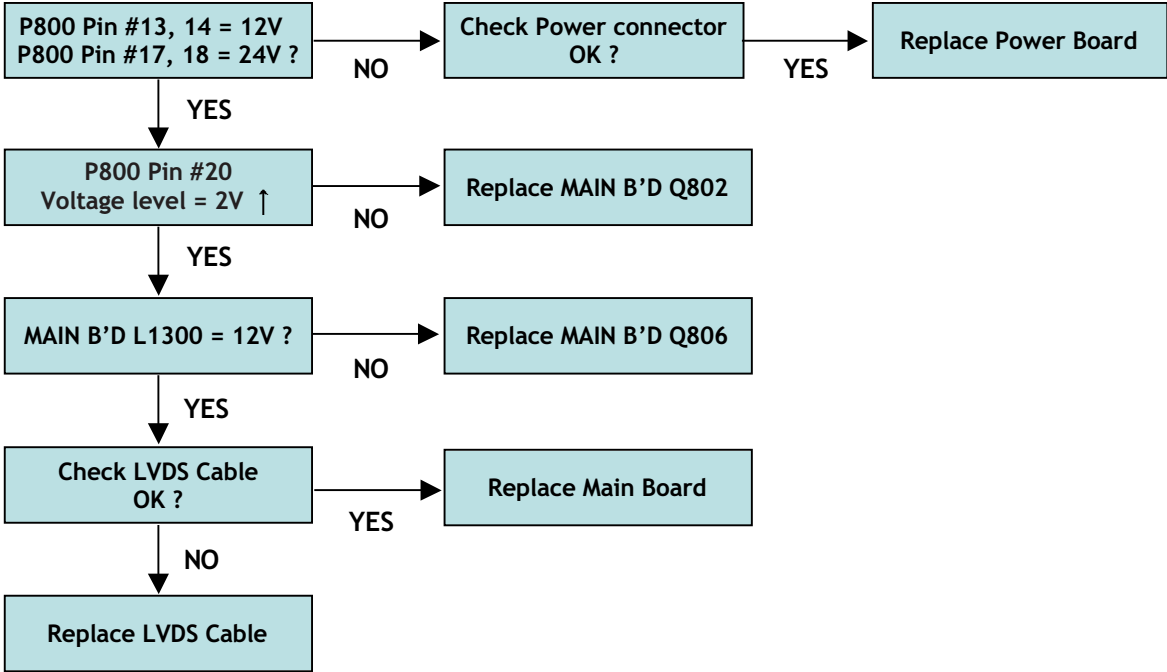 P800 Pin #13, 14 = 12V
P800 Pin #17, 18 = 24V ?
NO
Check Power connector
OK ?
YES
Replace Power Board
YES
P800 Pin #20
Voltage level = 2V ↑
NO
Replace MAIN B’D Q802
YES
MAIN B’D L1300 = 12V ?
NO
Replace MAIN B’D Q806
YES
Check LVDS Cable
OK ?
YES
Replace Main Board
NO
Replace LVDS Cable